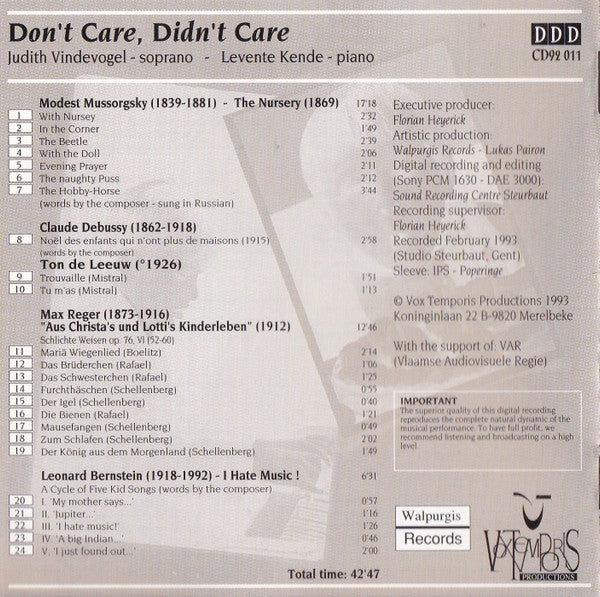 Don't Care, Didn't Care
Judith Vindevogel - soprano - Levente Kende - piano
DDD
CD92 011
Modest Mussorgsky (1839-1881) - The Nursery (1869) 17'18
1 With Nursey 2'32
2 In the Corner 1'49
3 The Beetle 2'39
4 With the Doll 2'06
5 Evening Prayer 2'11
6 The naughty Puss 2'12
7 The Hobby-Horse 3'44
(words by the composer - sung in Russian)
Claude Debussy (1862-1918)
8 Noël des enfants qui n'ont plus de maisons (1915) 2'58
(words by the composer)
Ton de Leeuw (°1926)
9 Trouvaille (Mistral) 1'51
10 Tu m'as (Mistral) 1'13
Max Reger (1873-1916)
"Aus Christa's und Lotti's Kinderleben" (1912) 12'46
Schlichte Weisen op. 76, VI (52-60)
11 Mariä Wiegenlied (Boelitz) 2'14
12 Das Brüderchen (Rafael) 1'06
13 Das Schwesterchen (Rafael) 1'25
14 Furchthäschen (Schellenberg) 0'55
15 Der Igel (Schellenberg) 0'40
16 Die Bienen (Rafael) 1'21
17 Mausefangen (Schellenberg) 0'49
18 Zum Schlafen (Schellenberg) 2'02
19 Der König aus dem Morgenland (Schellenberg) 1'49
Leonard Bernstein (1918-1992) - I Hate Music ! 6'31
A Cycle of Five Kid Songs (words by the composer)
20 I. 'My mother says...' 0'57
21 II. 'Jupiter...' 1'16
22 III. 'I hate music!' 1'26
23 IV. 'A big Indian...' 0'46
24 V. 'I just found out...' 2'00
Total time: 42'47
Executive producer:
Florian Heyerick
Artistic production:
Walpurgis Records - Lukas Pairon
Digital recording and editing
(Sony PCM 1630 - DAE 3000):
Sound Recording Centre Steurbaut
Recording supervisor:
Florian Heyerick
Recorded February 1993
(Studio Steurbaut, Gent)
Sleeve: IPS - Poperinge
© Vox Temporis Productions 1993
Koninginlaan 22 B-9820 Merelbeke
With the support of: VAR
(Vlaamse Audiovisuele Regie)
IMPORTANT
The superior quality of this digital recording
reproduces the complete natural dynamic of the
musical performance. To have full profit, we
recommend listening and broadcasting on a high
level.
Walpurgis
Records
VOX TEMPORIS
PRODUCTIONS